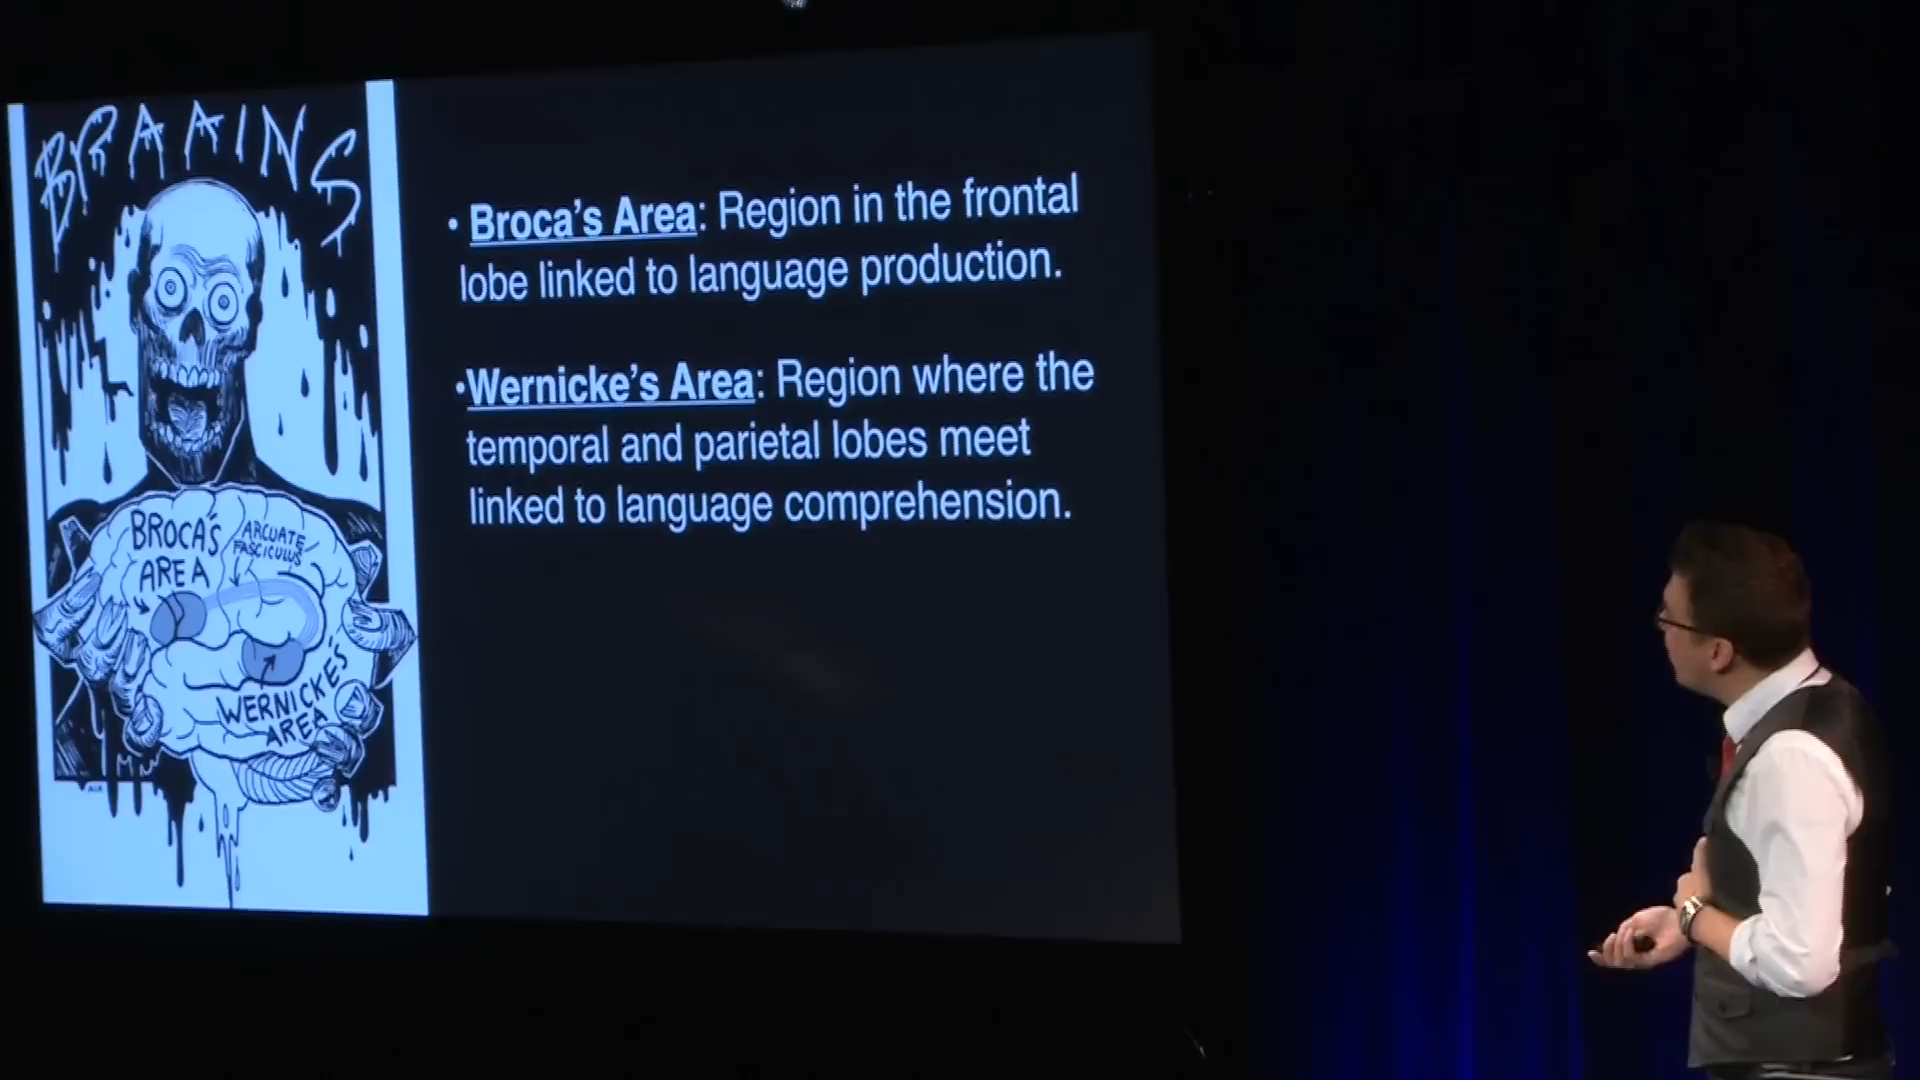 BRAAINS
BROCA'S
AREA
ARCUATE
FASCICULUS
WERNICKE'S
AREA
• Broca's Area: Region in the frontal
lobe linked to language production.
•Wernicke's Area: Region where the
temporal and parietal lobes meet
linked to language comprehension.